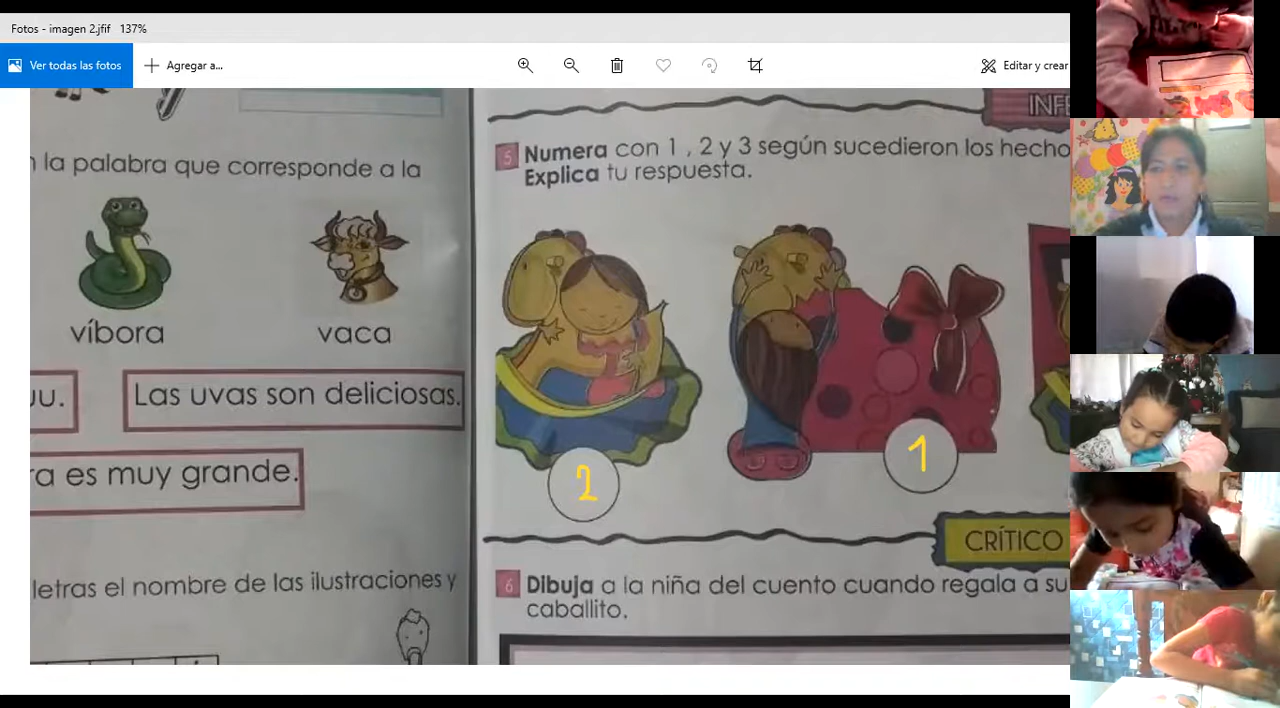 Fotos - imagen 2.jfif 137%
Ver todas las fotos
Agregar a...
Editar y crear
la palabra que corresponde a la
víbora
vaca
Las uvas son deliciosas.
es muy grande.
letras el nombre de las ilustraciones y
5 Numera con 1 , 2 y 3 según sucedieron los hecho
Explica tu respuesta.
2
1
CRÍTICO
6 Dibuja a la niña del cuento cuando regala a su
caballito.